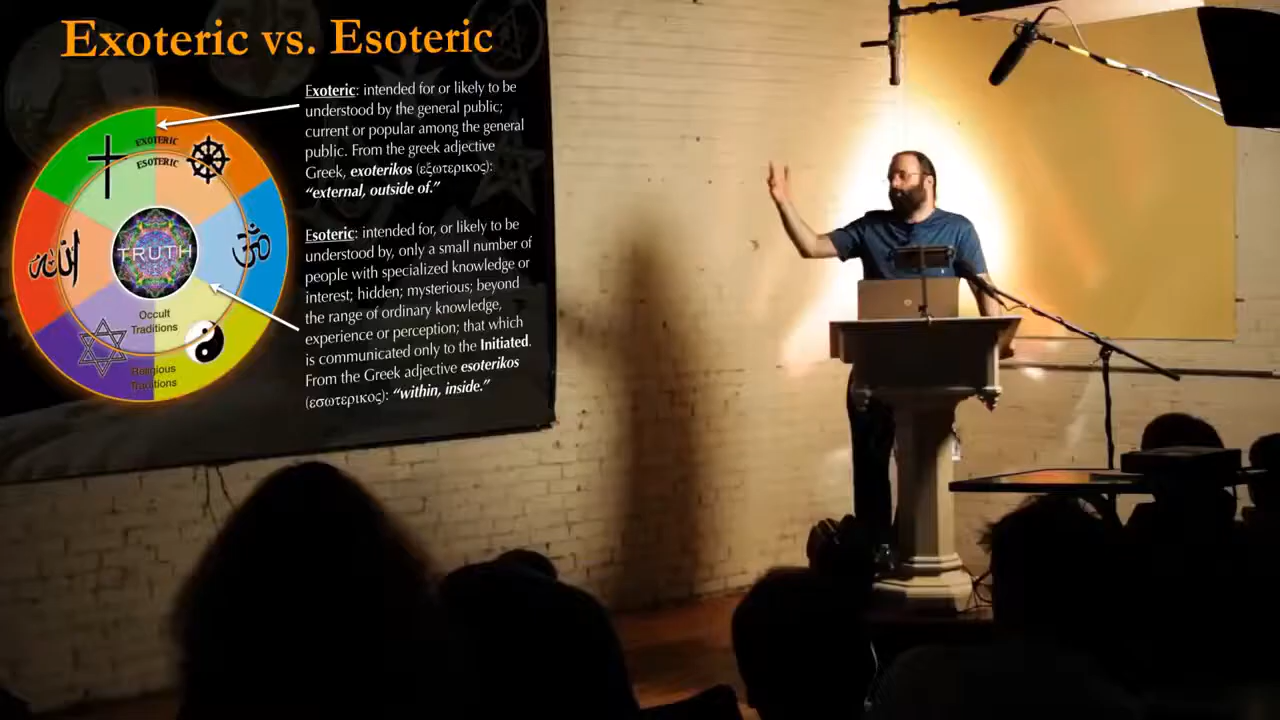 Exoteric vs. Esoteric
Exoteric: intended for or likely to be
understood by the general public;
current or popular among the general
public. From the greek adjective
Greek, exoterikos (εξωτερικος):
“external, outside of.”
Esoteric: intended for, or likely to be
understood by, only a small number of
people with specialized knowledge or
interest; hidden; mysterious; beyond
the range of ordinary knowledge,
experience or perception; that which
is communicated only to the Initiated.
From the Greek adjective esoterikos
(εσωτερικος): “within, inside.”
EXOTERIC
ESOTERIC
TRUTH
الله
ॐ
Occult
Traditions
Religious
Traditions